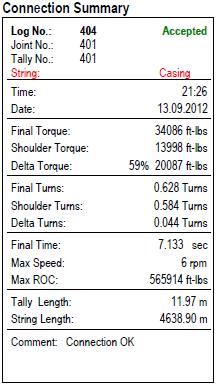 Connection Summary
Log No.: 404 Accepted
Joint No.: 401
Tally No.: 401
String: Casing
Time: 21:26
Date: 13.09.2012
Final Torque: 34086 ft-lbs
Shoulder Torque: 13998 ft-lbs
Delta Torque: 59% 20087 ft-lbs
Final Turns: 0.628 Turns
Shoulder Turns: 0.584 Turns
Delta Turns: 0.044 Turns
Final Time: 7.133 sec
Max Speed: 6 rpm
Max ROC: 565914 ft-lbs
Tally Length: 11.97 m
String Length: 4638.90 m
Comment: Connection OK